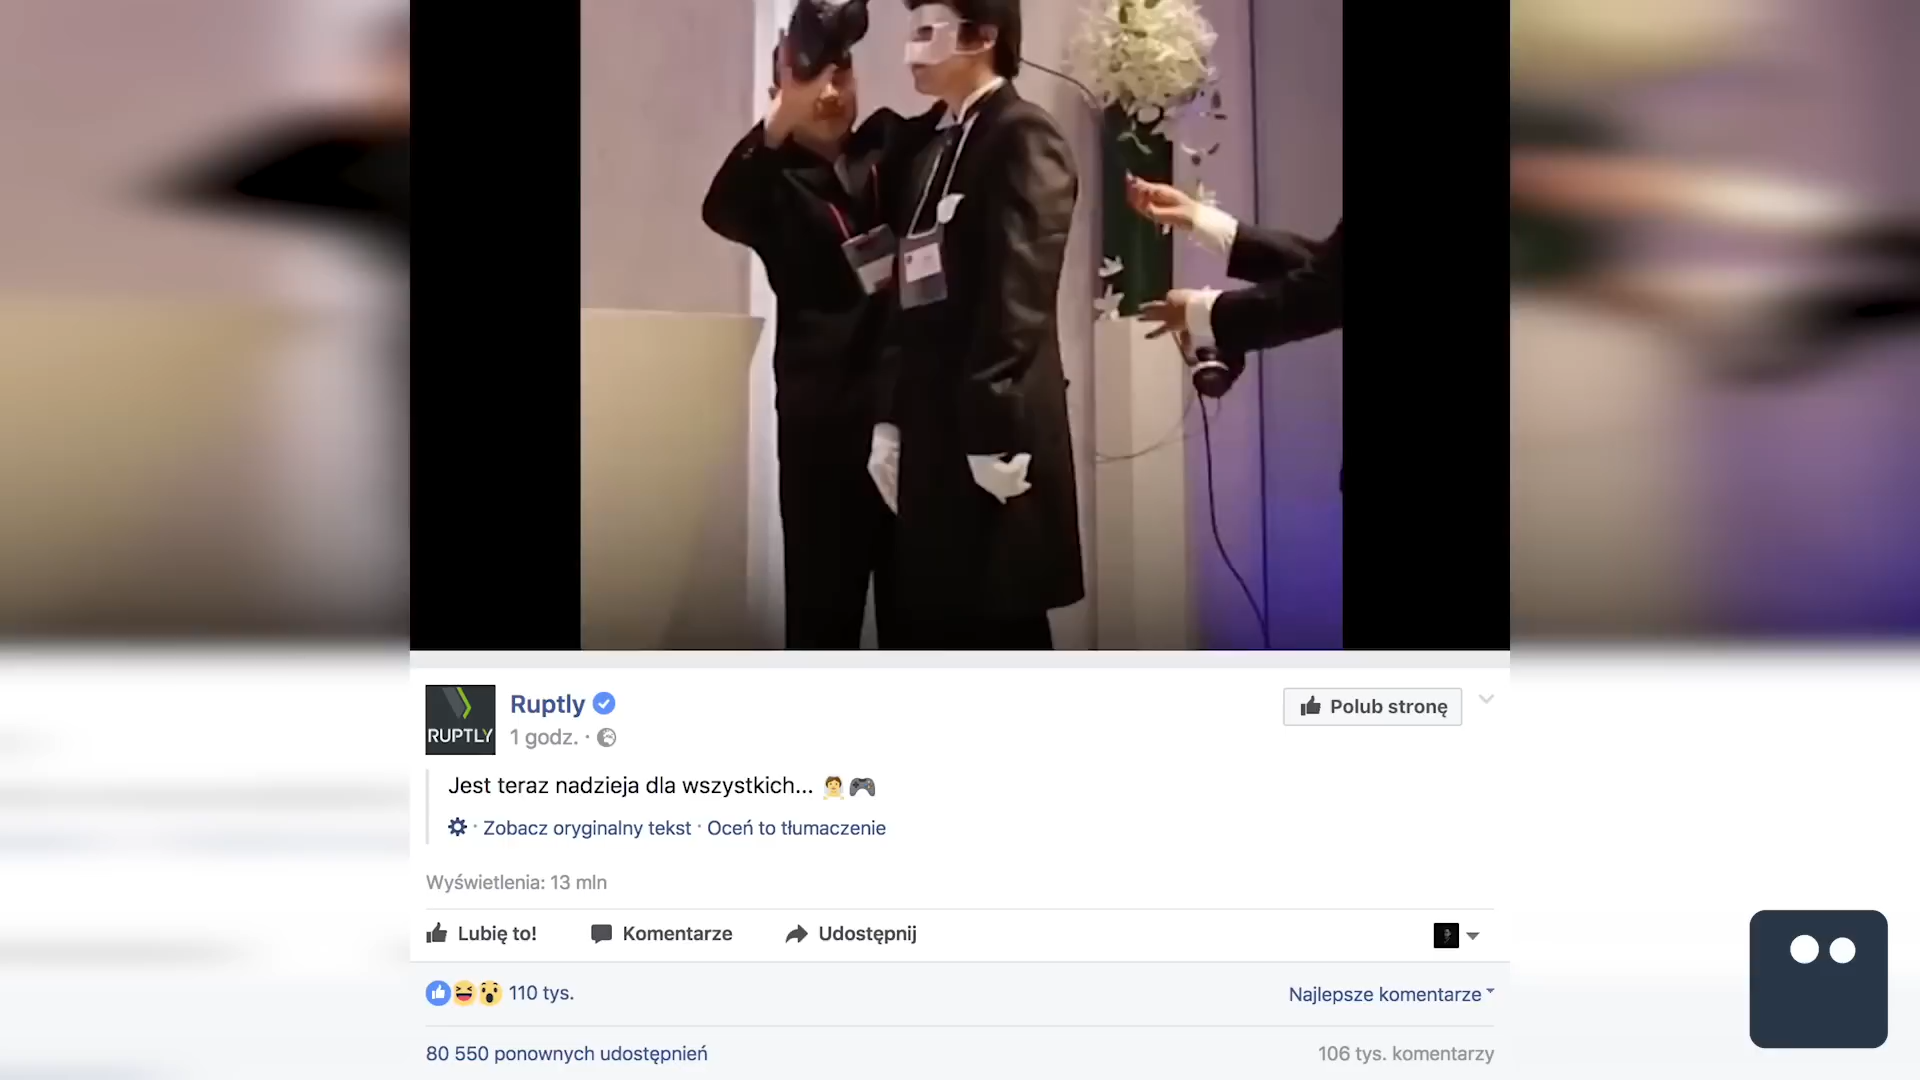 RUPTLY
Ruptly
1 godz. ·
Polub stronę
Jest teraz nadzieja dla wszystkich...
· Zobacz oryginalny tekst · Oceń to tłumaczenie
Wyświetlenia: 13 mln
Lubię to! Komentarze Udostępnij
110 tys.
Najlepsze komentarze
80 550 ponownych udostępnień
106 tys. komentarzy